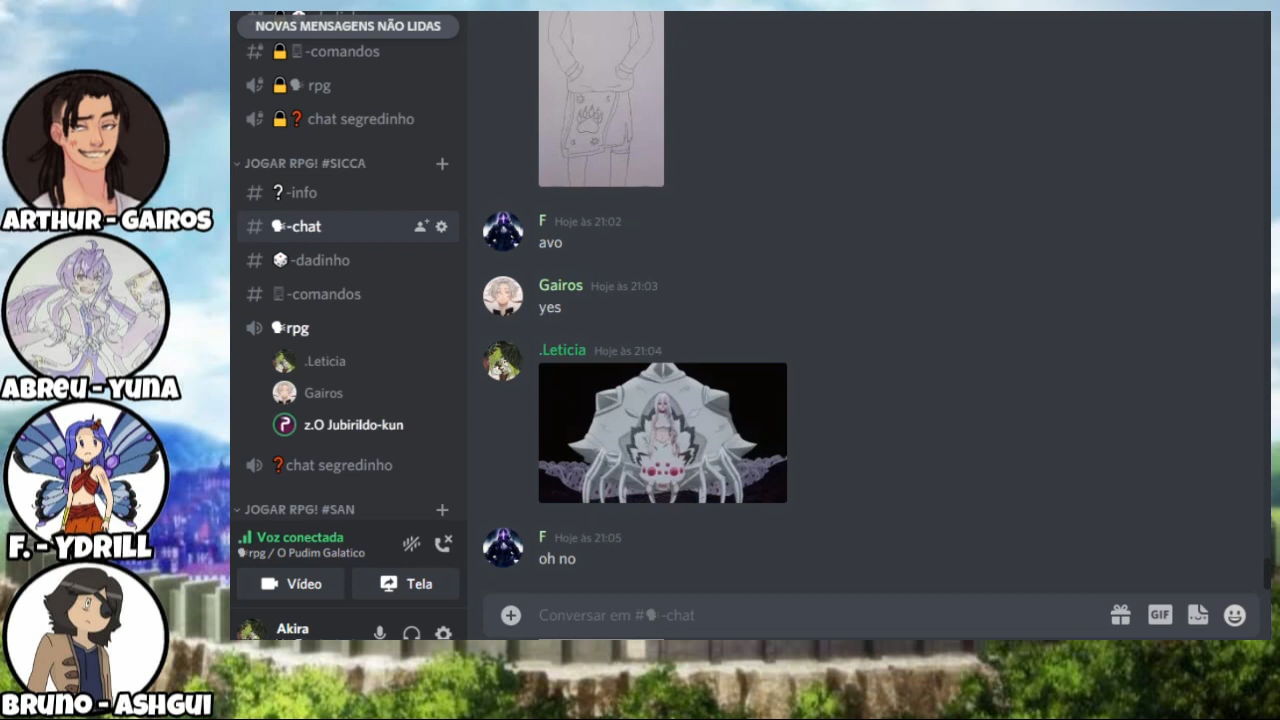 ARTHUR - GAIROS
ABREU - YUNA
F. - YDRILL
BRUNO - ASHGUI
NOVAS MENSAGENS NÃO LIDAS
-comandos
rpg
chat segredinho
JOGAR RPG! #SICCA
-info
-chat
-dadinho
-comandos
rpg
.Leticia
Gairos
z.O Jubirildo-kun
chat segredinho
JOGAR RPG! #SAN
Voz conectada
rpg / O Pudim Galatico
Vídeo
Tela
Akira
F Hoje às 21:02
avo
Gairos Hoje às 21:03
yes
.Leticia Hoje às 21:04
F Hoje às 21:05
oh no
Conversar em #🗣-chat
GIF